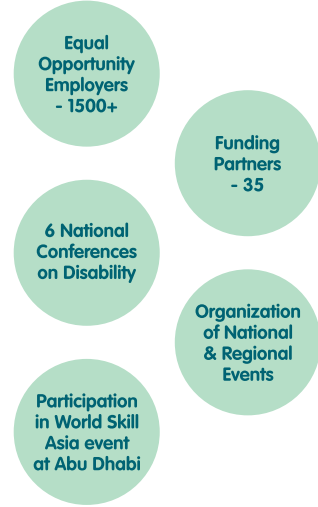 Equal
Opportunity
Employers
- 1500+
Funding
Partners
- 35
6 National
Conferences
on Disability
Organization
of National
& Regional
Events
Participation
in World Skill
Asia event
at Abu Dhabi